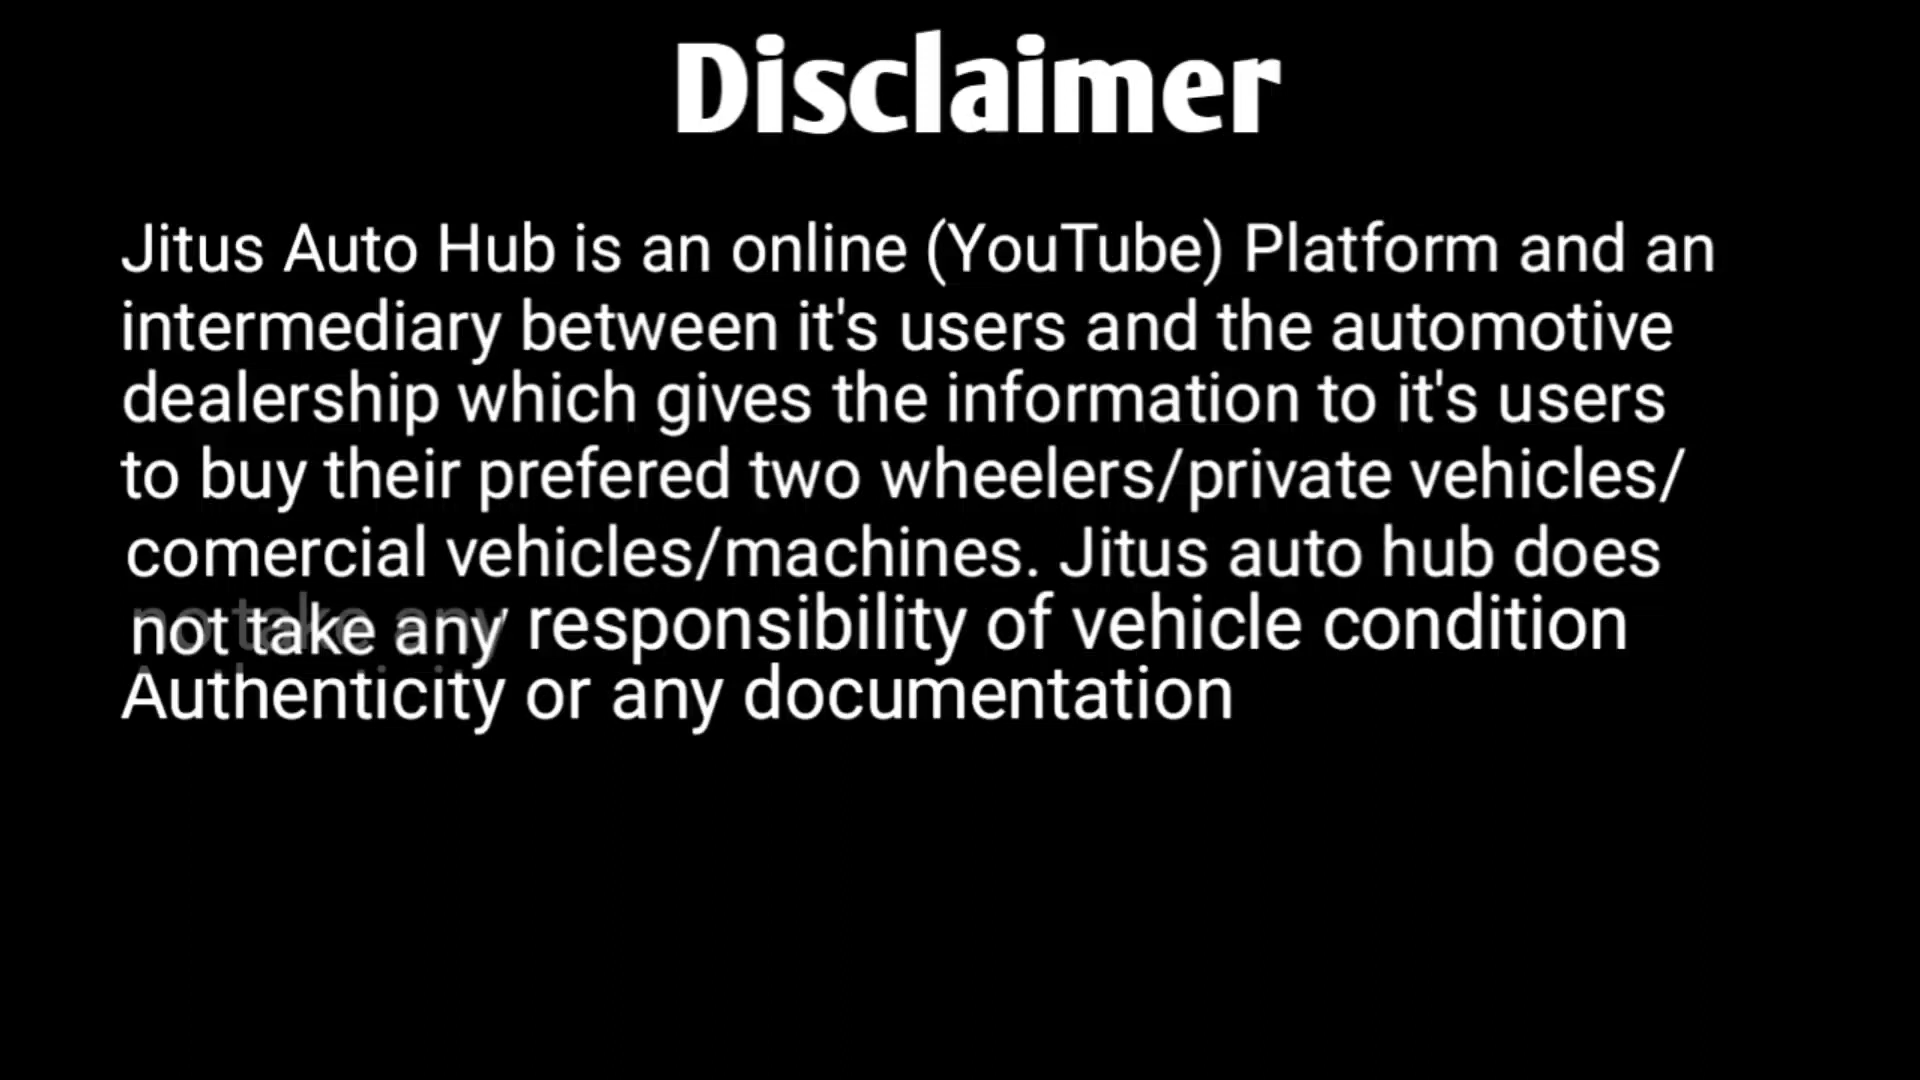 Disclaimer
Jitus Auto Hub is an online (YouTube) Platform and an
intermediary between it's users and the automotive
dealership which gives the information to it's users
to buy their prefered two wheelers/private vehicles/
comercial vehicles/machines. Jitus auto hub does
not take any responsibility of vehicle condition
Authenticity or any documentation